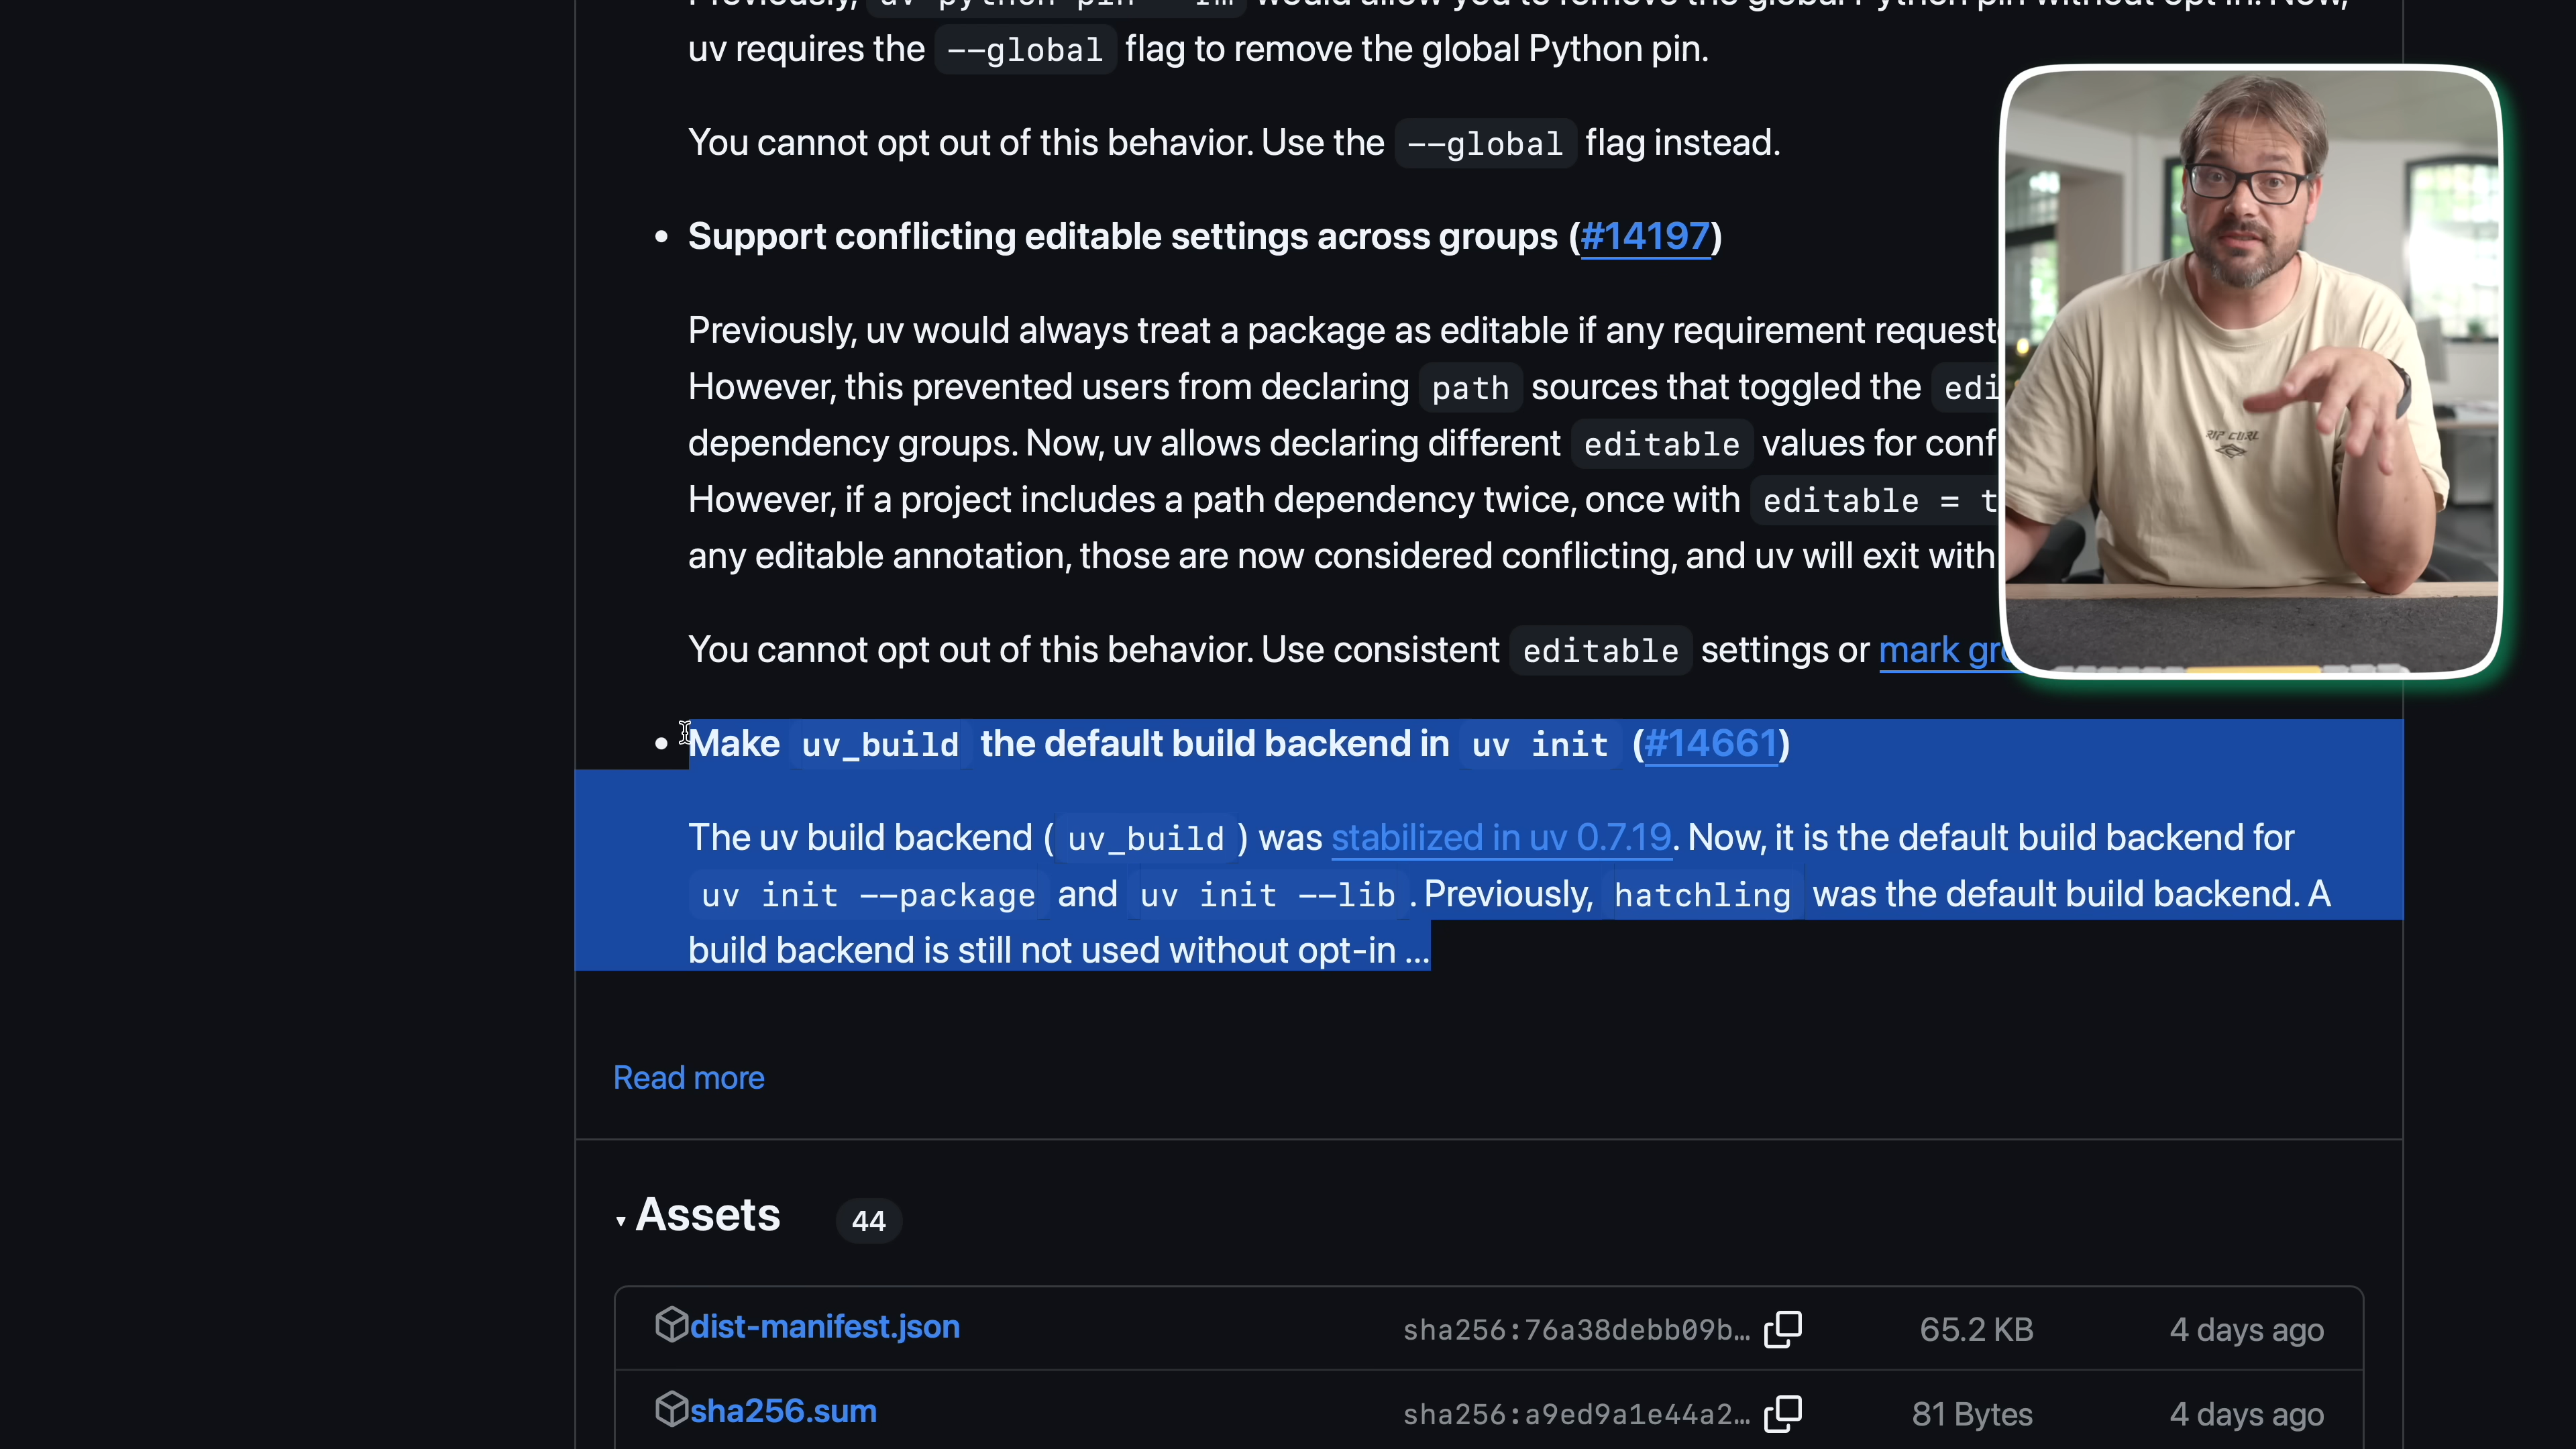 uv requires the --global flag to remove the global Python pin.
You cannot opt out of this behavior. Use the --global flag instead.
• Support conflicting editable settings across groups (#14197)
Previously, uv would always treat a package as editable if any requirement
However, this prevented users from declaring path sources that toggled the
dependency groups. Now, uv allows declaring different editable values for
However, if a project includes a path dependency twice, once with editable =
any editable annotation, those are now considered conflicting, and uv will exit with
You cannot opt out of this behavior. Use consistent editable settings or mark
RIP CURL
• Make uv_build the default build backend in uv init (#14661)
The uv build backend ( uv_build ) was stabilized in uv 0.7.19. Now, it is the default build backend for
uv init --package and uv init --lib . Previously, hatchling was the default build backend. A
build backend is still not used without opt-in ...
Read more
Assets 44
dist-manifest.json sha256:76a38debb09b… 65.2 KB 4 days ago
sha256.sum sha256:a9ed9a1e44a2… 81 Bytes 4 days ago